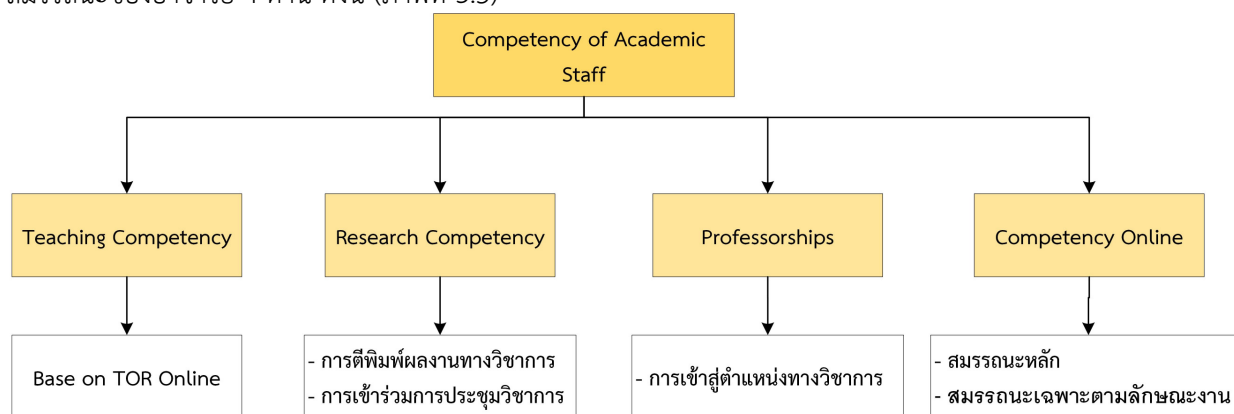 Competency of Academic
Staff
Teaching Competency
Research Competency
Professorships
Competency Online
Base on TOR Online
- การตีพิมพ์ผลงานทางวิชาการ
- การเข้าร่วมการประชุมวิชาการ
- การเข้าสู่ตำแหน่งทางวิชาการ
- สมรรถนะหลัก
- สมรรถนะเฉพาะตามลักษณะงาน